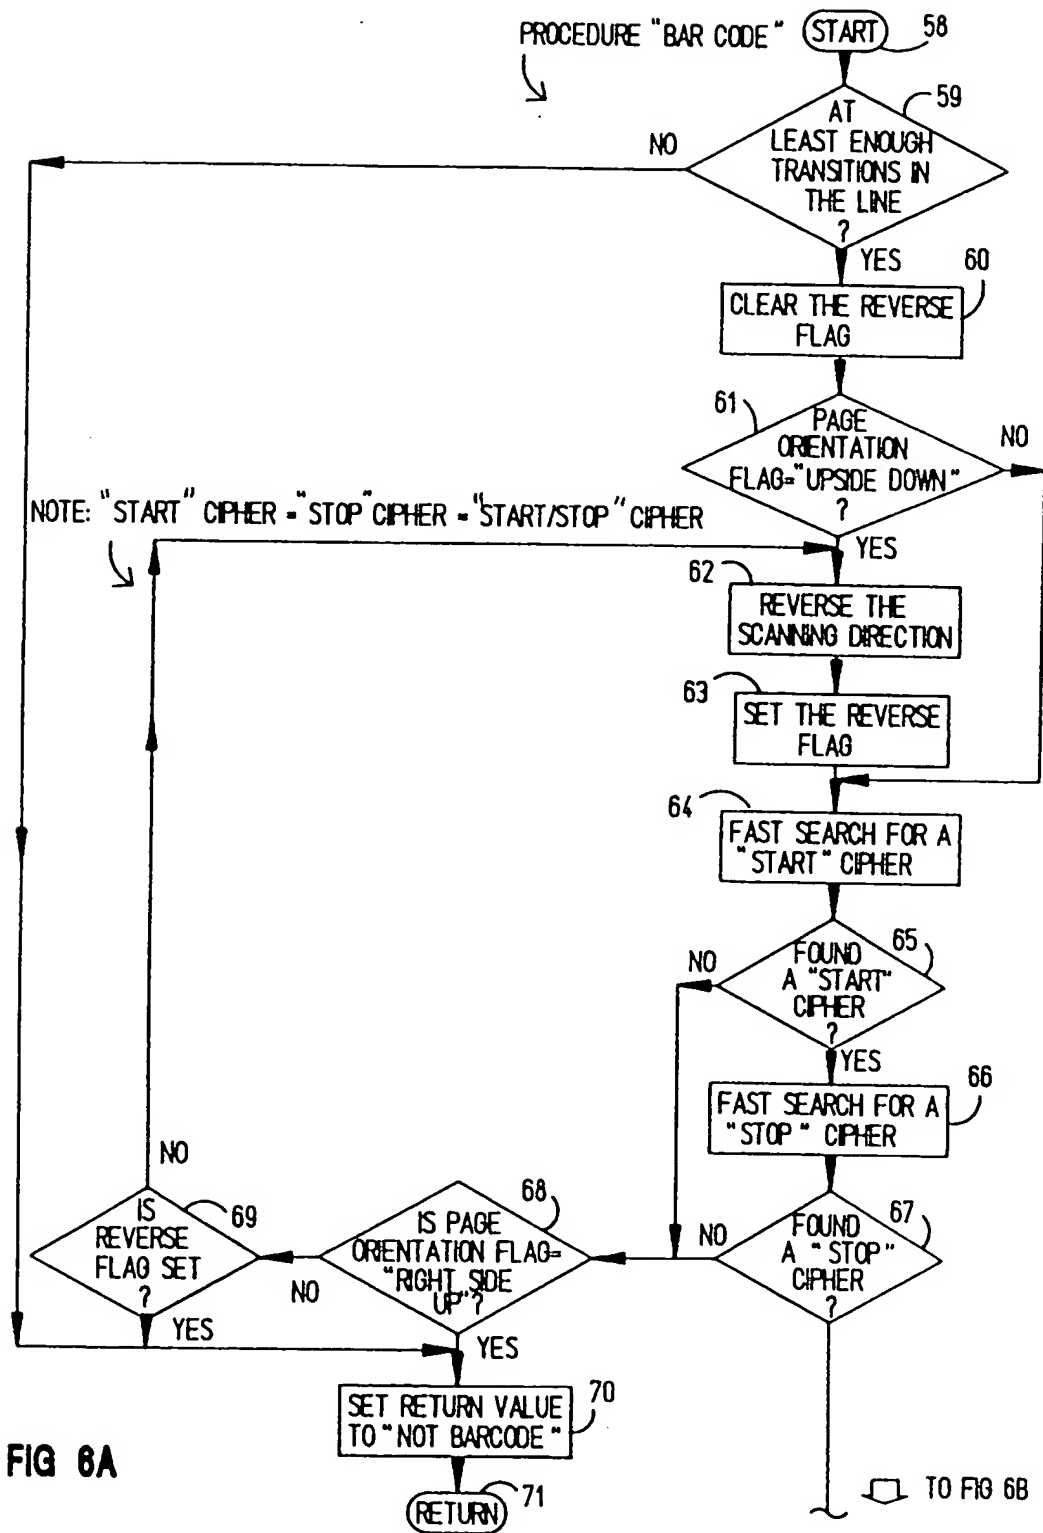 PROCEDURE "BAR CODE"
START
58
59
AT
LEAST ENOUGH
TRANSITIONS IN
THE LINE
?
NO
YES
60
CLEAR THE REVERSE
FLAG
61
PAGE
ORIENTATION
FLAG="UPSIDE DOWN"
?
NO
YES
NOTE: "START" CIPHER = "STOP" CIPHER = "START/STOP" CIPHER
62
REVERSE THE
SCANNING DIRECTION
63
SET THE REVERSE
FLAG
64
FAST SEARCH FOR A
"START" CIPHER
65
FOUND
A "START"
CIPHER
?
NO
YES
66
FAST SEARCH FOR A
"STOP" CIPHER
67
FOUND
A "STOP"
CIPHER
?
NO
68
IS PAGE
ORIENTATION FLAG=
"RIGHT SIDE
UP"?
NO
YES
69
IS
REVERSE
FLAG SET
?
NO
YES
70
SET RETURN VALUE
TO "NOT BARCODE"
RETURN
71
FIG 6A
TO FIG 6B